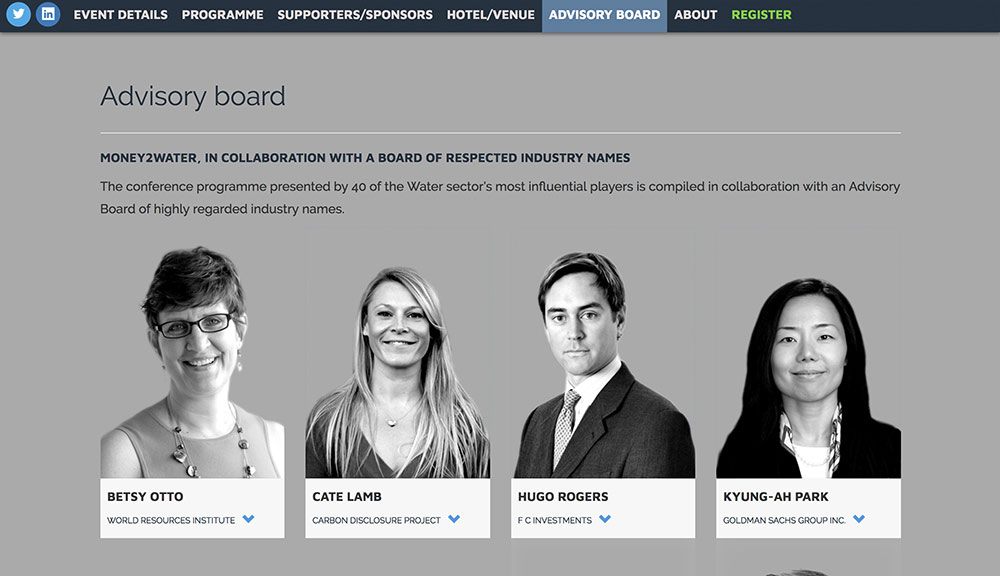 EVENT DETAILS PROGRAMME SUPPORTERS/SPONSORS HOTEL/VENUE ADVISORY BOARD ABOUT REGISTER
Advisory board
MONEY2WATER, IN COLLABORATION WITH A BOARD OF RESPECTED INDUSTRY NAMES
The conference programme presented by 40 of the Water sector's most influential players is compiled in collaboration with an Advisory
Board of highly regarded industry names.
BETSY OTTO
WORLD RESOURCES INSTITUTE
CATE LAMB
CARBON DISCLOSURE PROJECT
HUGO ROGERS
F C INVESTMENTS
KYUNG-AH PARK
GOLDMAN SACHS GROUP INC.